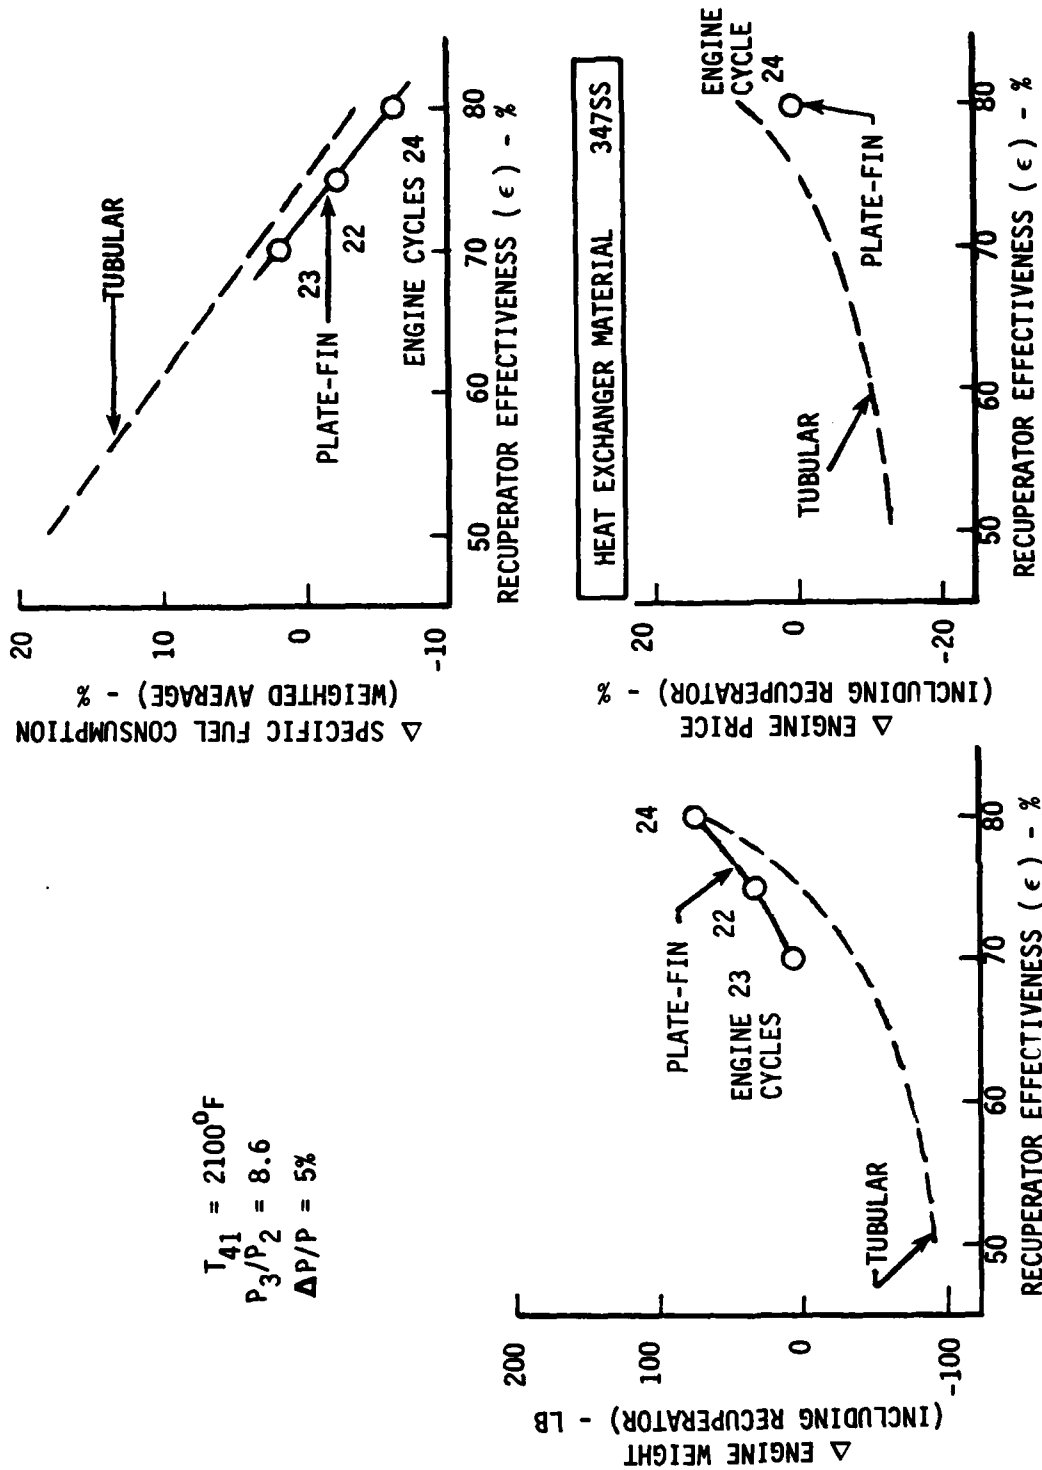 T41 = 2100°F
P3/P2 = 8.6
ΔP/P = 5%
Δ SPECIFIC FUEL CONSUMPTION
(WEIGHTED AVERAGE) - %
20
10
0
-10
TUBULAR
PLATE-FIN
23
22
ENGINE CYCLES 24
50
60
70
80
RECUPERATOR EFFECTIVENESS (ϵ) - %
Δ ENGINE WEIGHT
(INCLUDING RECUPERATOR) - LB
200
100
0
-100
TUBULAR
PLATE-FIN
ENGINE 23
CYCLES
22
24
50
60
70
80
RECUPERATOR EFFECTIVENESS (ϵ) - %
HEAT EXCHANGER MATERIAL 347SS
Δ ENGINE PRICE
(INCLUDING RECUPERATOR) - %
20
0
-20
TUBULAR
PLATE-FIN
ENGINE
CYCLE
24
50
60
70
80
RECUPERATOR EFFECTIVENESS (ϵ) - %